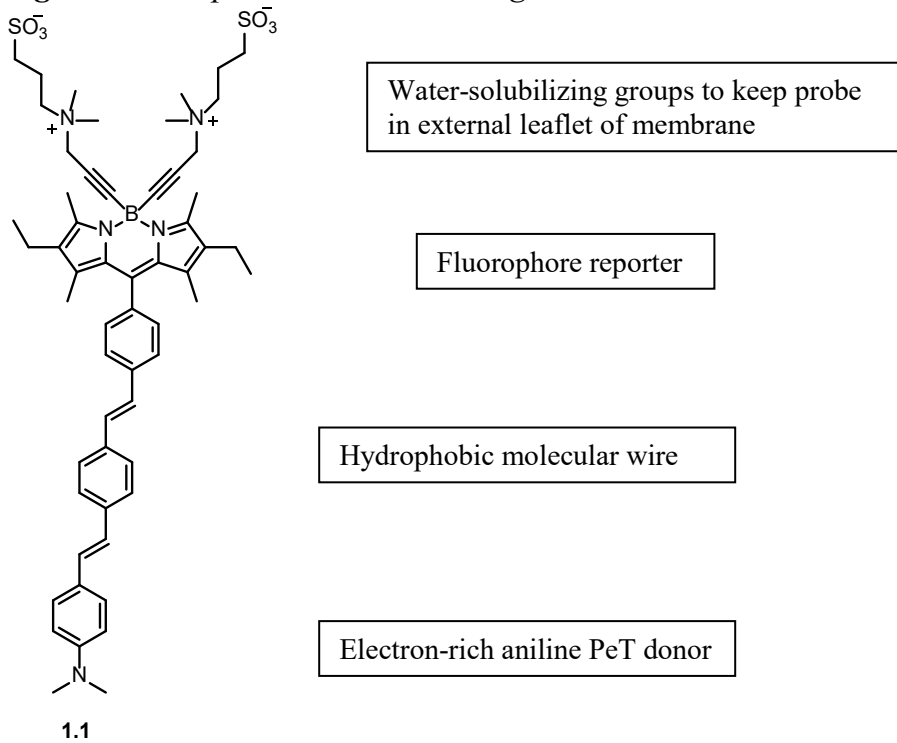 SO3−
SO3−
Water-solubilizing groups to keep probe
in external leaflet of membrane
N
+
N
+
B
N
N
Fluorophore reporter
Hydrophobic molecular wire
Electron-rich aniline PeT donor
N
1.1